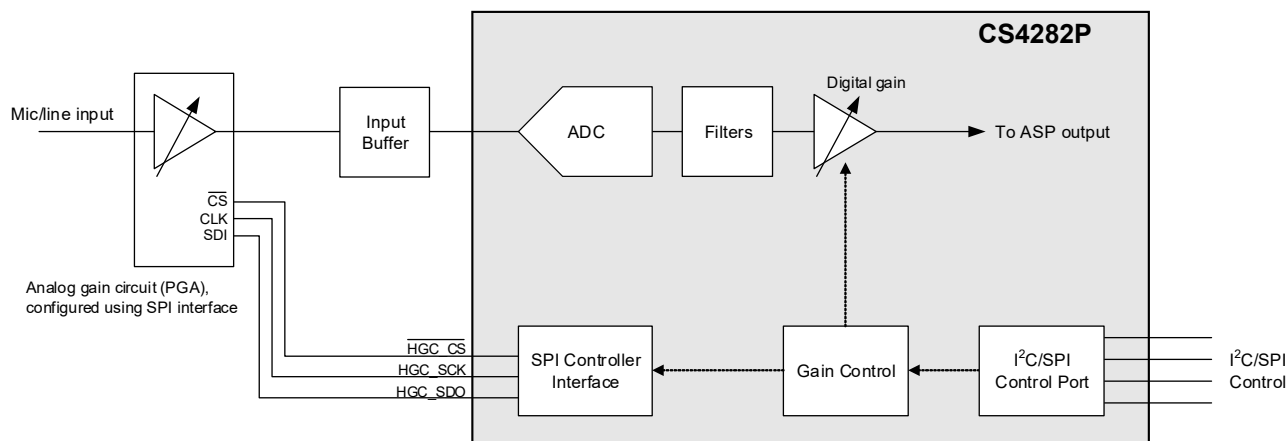 CS4282P
Mic/line input
Input
Buffer
ADC
Filters
Digital gain
To ASP output
CS
CLK
SDI
Analog gain circuit (PGA),
configured using SPI interface
HGC_CS
HGC_SCK
HGC_SDO
SPI Controller
Interface
Gain Control
I²C/SPI
Control Port
I²C/SPI
Control